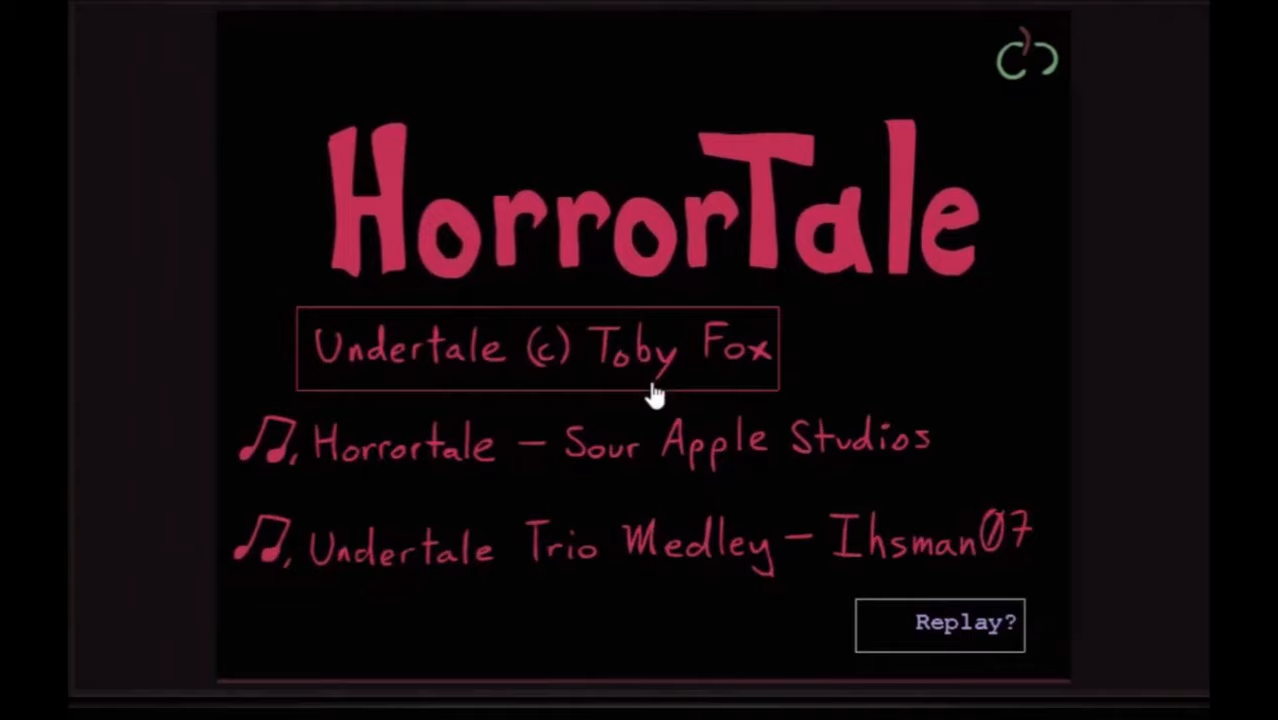 HorrorTale
Undertale (c) Toby Fox
♫, Horrortale – Sour Apple Studios
♫, Undertale Trio Medley – Ihsman07
Replay?